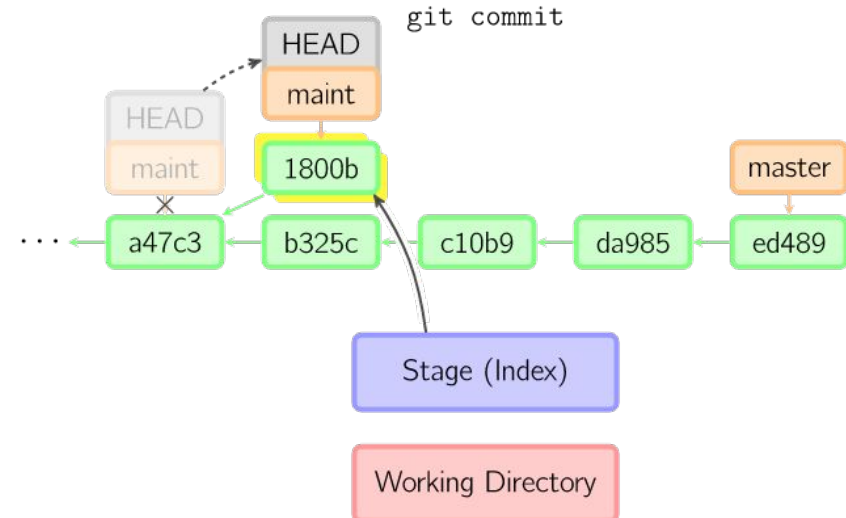 git commit
HEAD
maint
HEAD
maint
1800b
master
... a47c3 b325c c10b9 da985 ed489
Stage (Index)
Working Directory